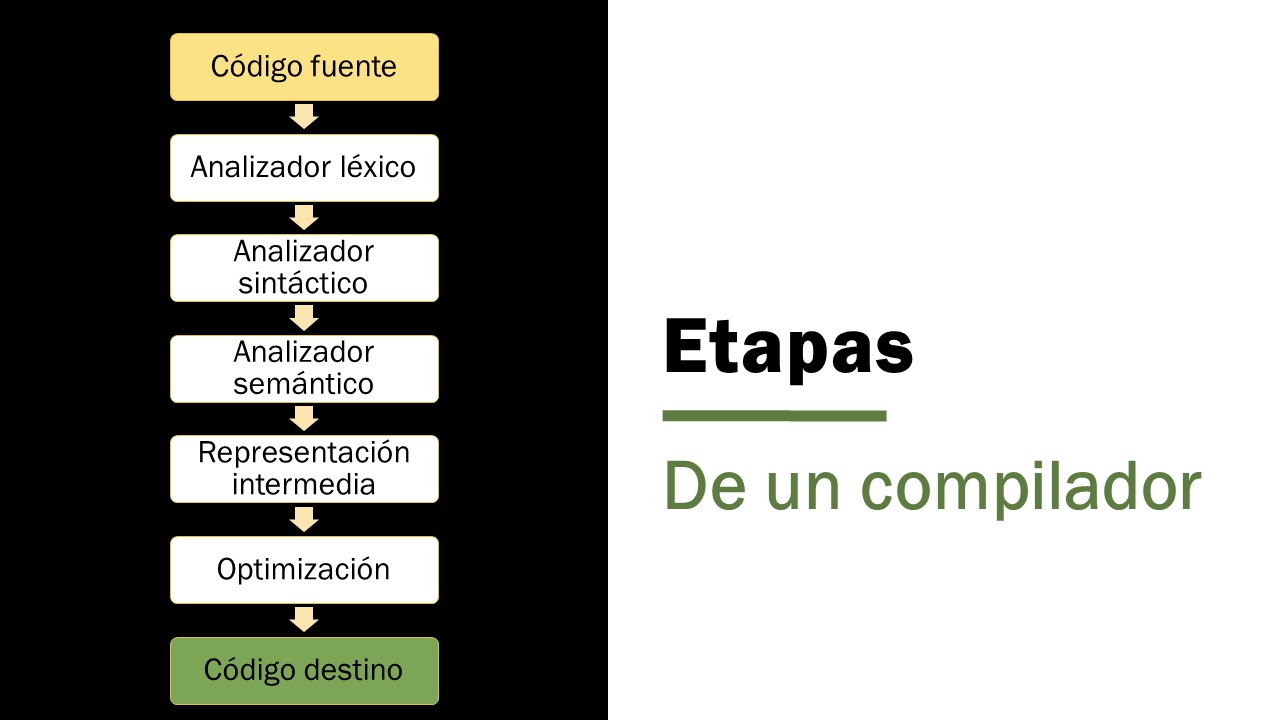 Código fuente
Analizador léxico
Analizador
sintáctico
Analizador
semántico
Representación
intermedia
Optimización
Código destino
Etapas
De un compilador